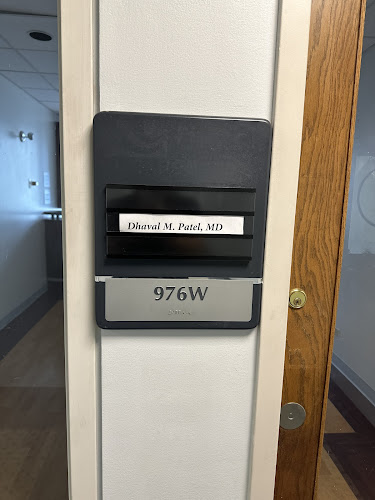 Dhaval M. Patel, MD
976W